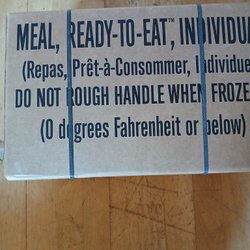 MEAL, READY-TO-EAT™, INDIVIDU
(Repas, Prêt-à-Consommer, Individue
DO NOT ROUGH HANDLE WHEN FROZE
(0 degrees Fahrenheit or below)